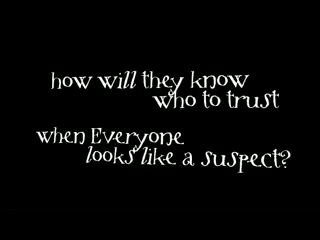 how will they know
who to trust
when Everyone
looks like a suspect?